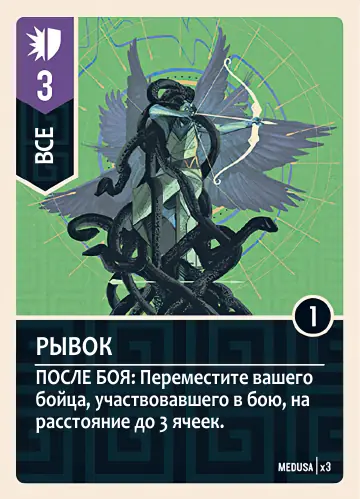 3
ВСЕ
1
РЫВОК
ПОСЛЕ БОЯ: Переместите вашего
бойца, участвовавшего в бою, на
расстояние до 3 ячеек.
MEDUSA | x3